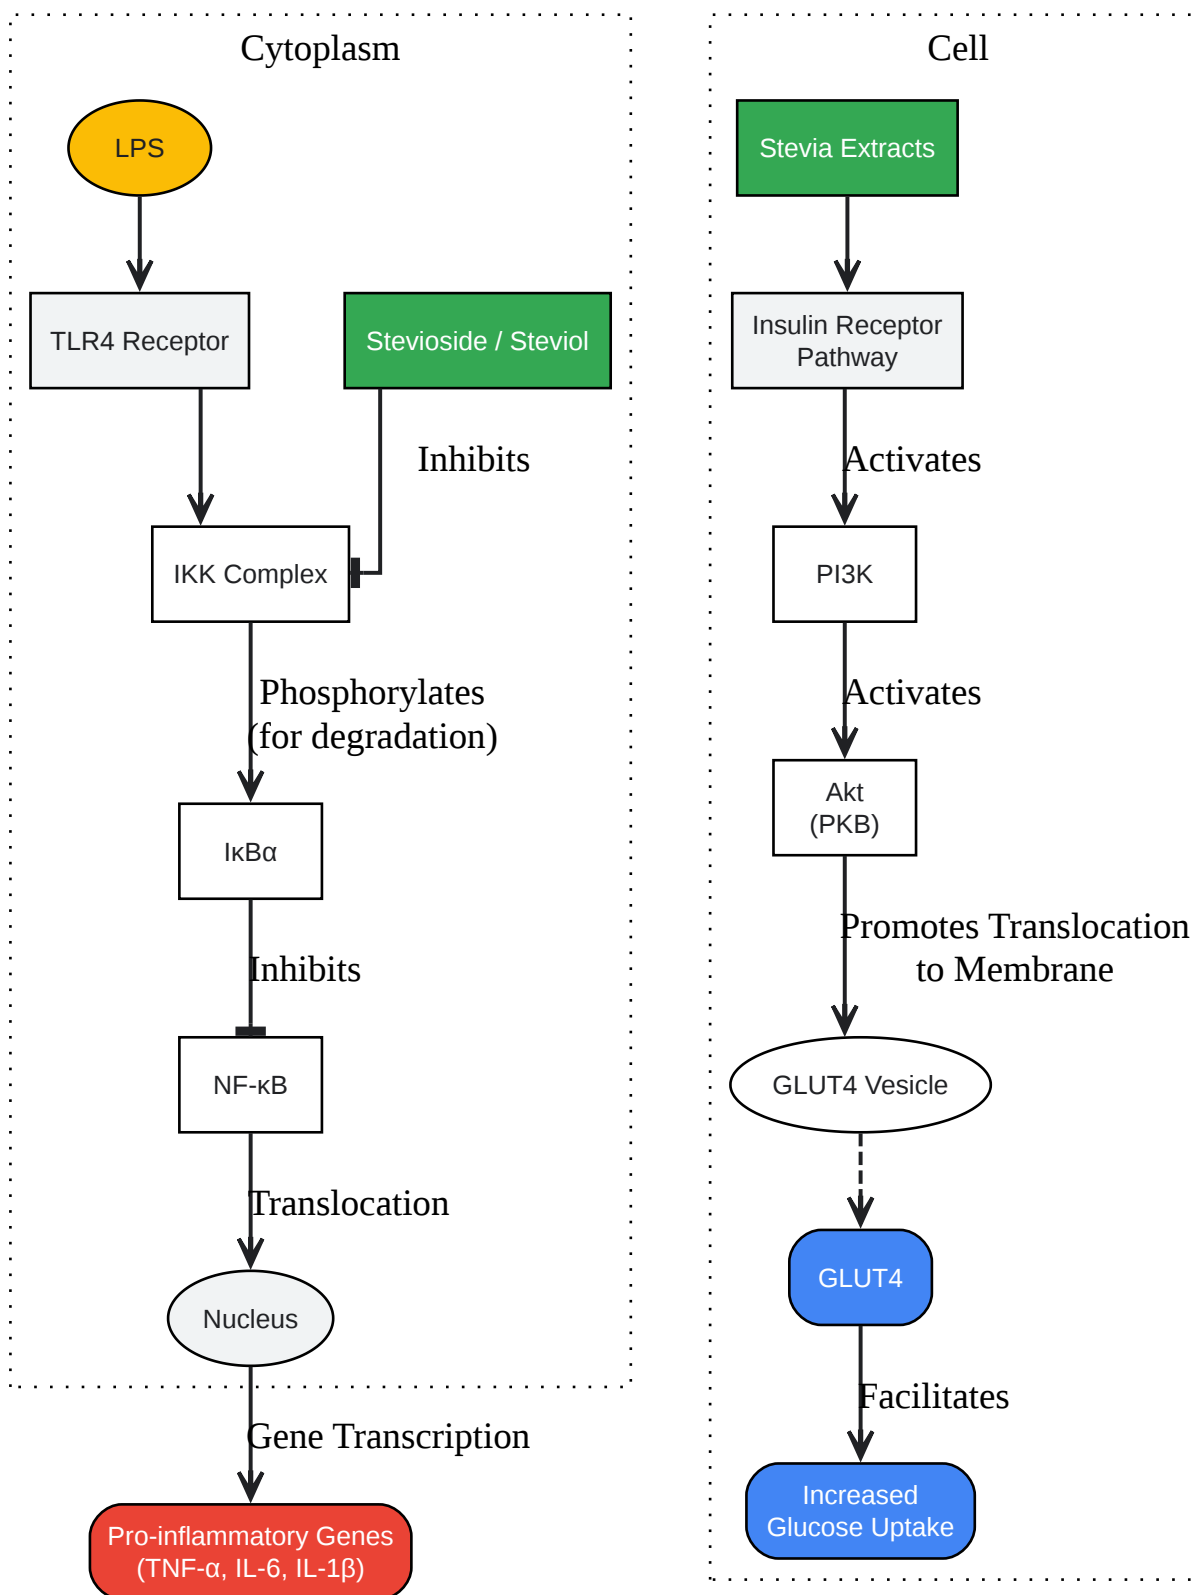 Cytoplasm
LPS
TLR4 Receptor
Stevioside / Steviol
Inhibits
IKK Complex
Phosphorylates
(for degradation)
IκBα
Inhibits
NF-κB
Translocation
Nucleus
Gene Transcription
Pro-inflammatory Genes
(TNF-α, IL-6, IL-1β)
Cell
Stevia Extracts
Insulin Receptor
Pathway
Activates
PI3K
Activates
Akt
(PKB)
Promotes Translocation
to Membrane
GLUT4 Vesicle
GLUT4
Facilitates
Increased
Glucose Uptake